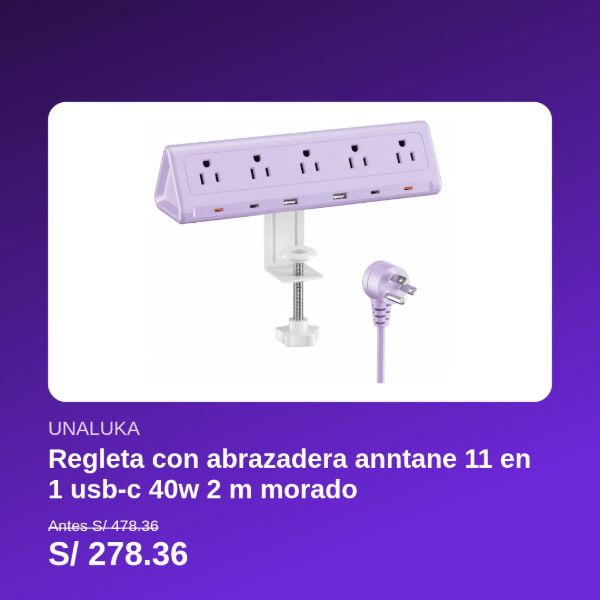 UNALUKA
Regleta con abrazadera anntane 11 en
1 usb-c 40w 2 m morado
Antes S/ 478.36
S/ 278.36